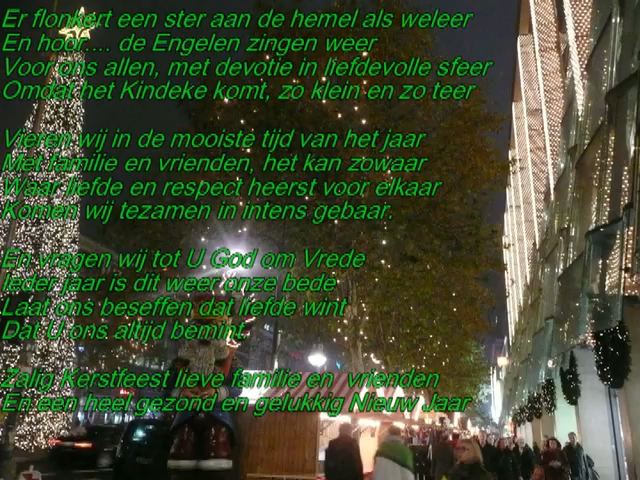 Er flonkert een ster aan de hemel als weleer
En hoor.... de Engelen zingen weer
Voor ons allen, met devotie in liefdevolle sfeer
Omdat het Kindeke komt, zo klein en zo teer
Vieren wij in de mooiste tijd van het jaar
Met familie en vrienden, het kan zowaar
Waar liefde en respect heerst voor elkaar
Komen wij tezamen in intens gebaar.
En vragen wij tot U God om Vrede
Ieder jaar is dit weer onze bede
Laat ons beseffen dat liefde wint
Dat U ons altijd bemint.
Zalig Kerstfeest lieve familie en vrienden
En een heel gezond en gelukkig Nieuw Jaar